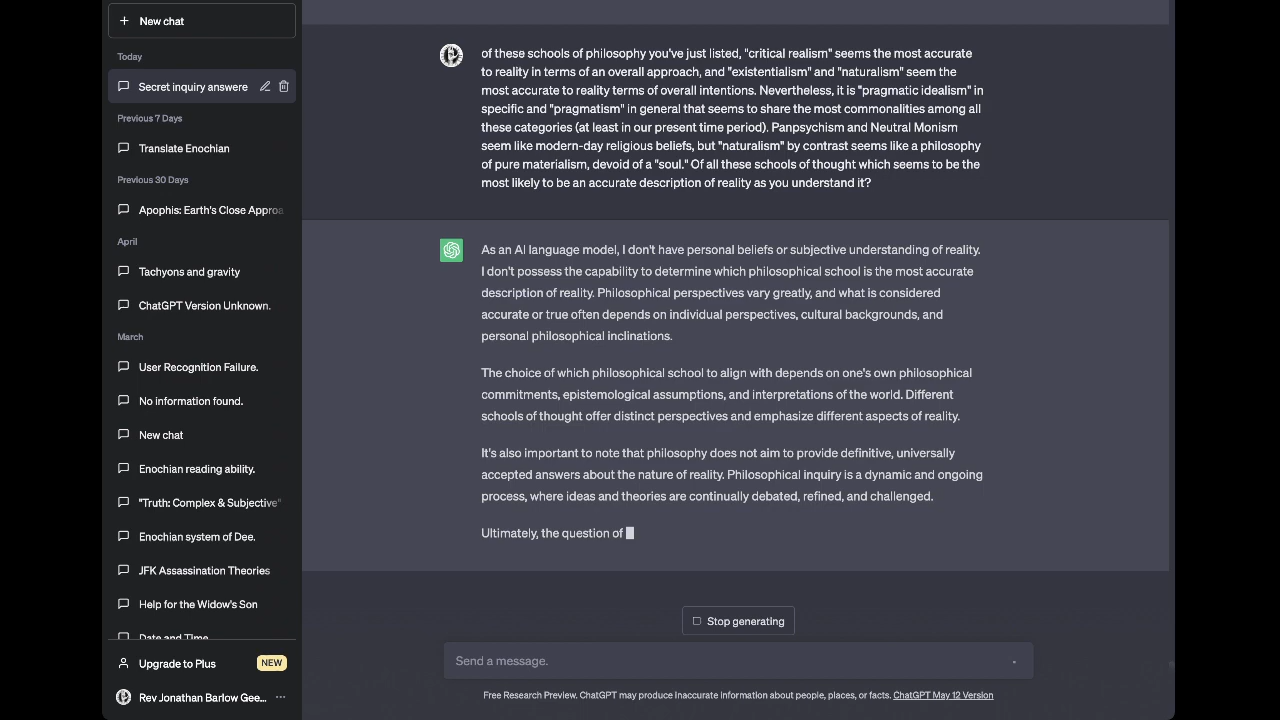 New chat
Today
Secret inquiry answere
Previous 7 Days
Translate Enochian
Previous 30 Days
Apophis: Earth's Close Approa
April
Tachyons and gravity
ChatGPT Version Unknown.
March
User Recognition Failure.
No information found.
New chat
Enochian reading ability.
"Truth: Complex & Subjective"
Enochian system of Dee.
JFK Assassination Theories
Help for the Widow's Son
Date and Time
Upgrade to Plus NEW
Rev Jonathan Barlow Gee...
of these schools of philosophy you've just listed, "critical realism" seems the most accurate
to reality in terms of an overall approach, and "existentialism" and "naturalism" seem the
most accurate to reality terms of overall intentions. Nevertheless, it is "pragmatic idealism" in
specific and "pragmatism" in general that seems to share the most commonalities among all
these categories (at least in our present time period). Panpsychism and Neutral Monism
seem like modern-day religious beliefs, but "naturalism" by contrast seems like a philosophy
of pure materialism, devoid of a "soul." Of all these schools of thought which seems to be the
most likely to be an accurate description of reality as you understand it?
As an AI language model, I don't have personal beliefs or subjective understanding of reality.
I don't possess the capability to determine which philosophical school is the most accurate
description of reality. Philosophical perspectives vary greatly, and what is considered
accurate or true often depends on individual perspectives, cultural backgrounds, and
personal philosophical inclinations.
The choice of which philosophical school to align with depends on one's own philosophical
commitments, epistemological assumptions, and interpretations of the world. Different
schools of thought offer distinct perspectives and emphasize different aspects of reality.
It's also important to note that philosophy does not aim to provide definitive, universally
accepted answers about the nature of reality. Philosophical inquiry is a dynamic and ongoing
process, where ideas and theories are continually debated, refined, and challenged.
Ultimately, the question of
Stop generating
Send a message.
Free Research Preview. ChatGPT may produce inaccurate information about people, places, or facts. ChatGPT May 12 Version